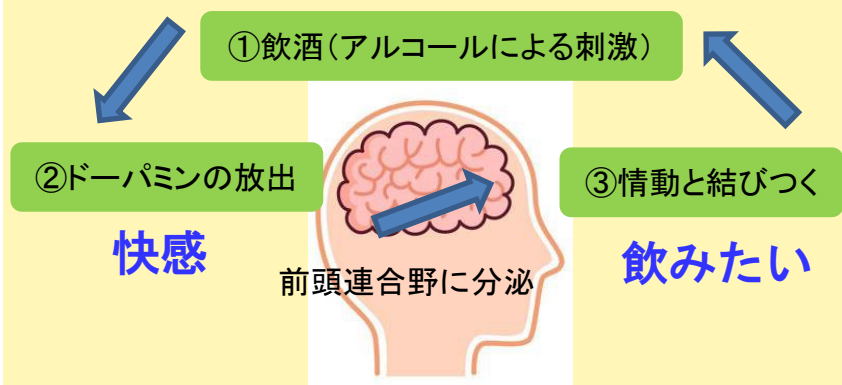 ①飲酒（アルコールによる刺激）
②ドーパミンの放出
快感
前頭連合野に分泌
③情動と結びつく
飲みたい